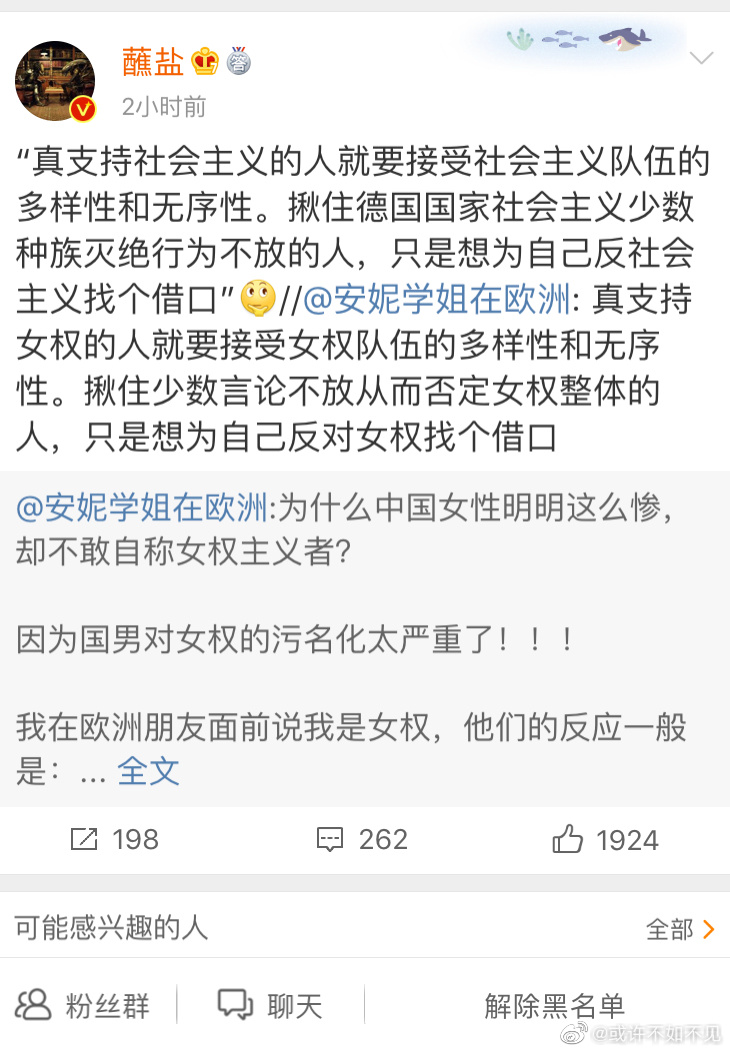 蘸盐
2小时前
“真支持社会主义的人就要接受社会主义队伍的
多样性和无序性。揪住德国国家社会主义少数
种族灭绝行为不放的人，只是想为自己反社会
主义找个借口”//@安妮学姐在欧洲: 真支持
女权的人就要接受女权队伍的多样性和无序
性。揪住少数言论不放从而否定女权整体的
人，只是想为自己反对女权找个借口
@安妮学姐在欧洲:为什么中国女性明明这么惨，
却不敢自称女权主义者?
因为国男对女权的污名化太严重了！！！
我在欧洲朋友面前说我是女权，他们的反应一般
是：... 全文
198 262 1924
可能感兴趣的人 全部
粉丝群 聊天 解除黑名单
@或许不如不见